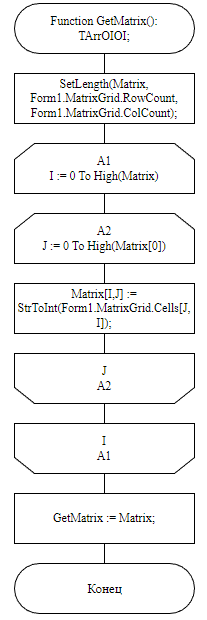 Function GetMatrix():
TArrOIOI;
SetLength(Matrix,
Form1.MatrixGrid.RowCount,
Form1.MatrixGrid.ColCount);
A1
I := 0 To High(Matrix)
A2
J := 0 To High(Matrix[0])
Matrix[I,J] :=
StrToInt(Form1.MatrixGrid.Cells[J,
I]);
J
A2
I
A1
GetMatrix := Matrix;
Конец